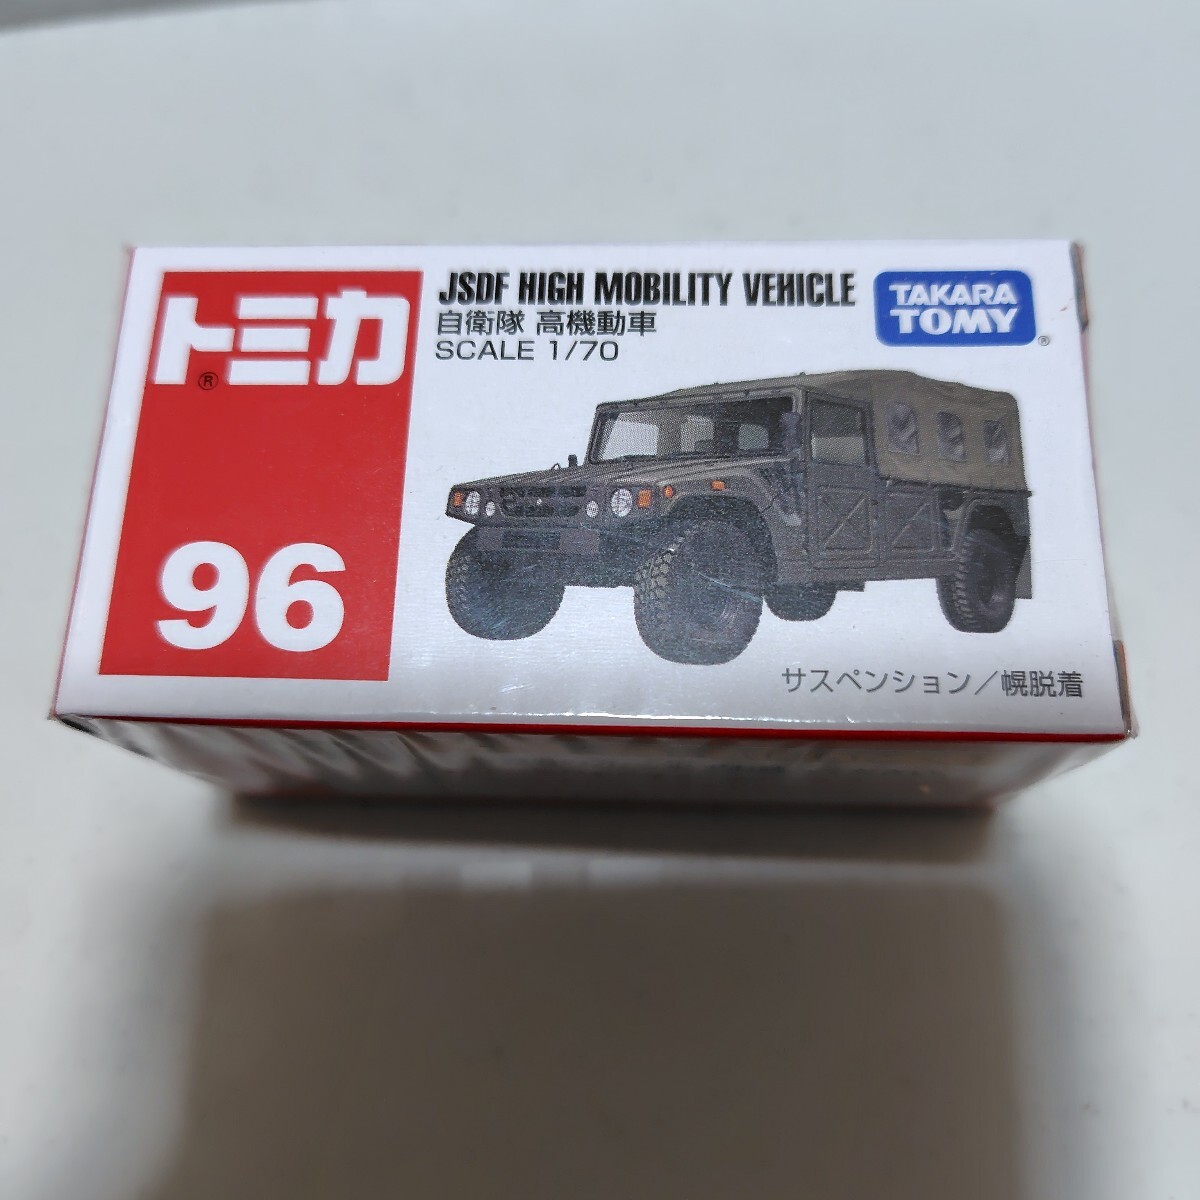 トミカ
®
96
JSDF HIGH MOBILITY VEHICLE
自衛隊 高機動車
SCALE 1/70
TAKARA
TOMY
®
サスペンション/幌脱着